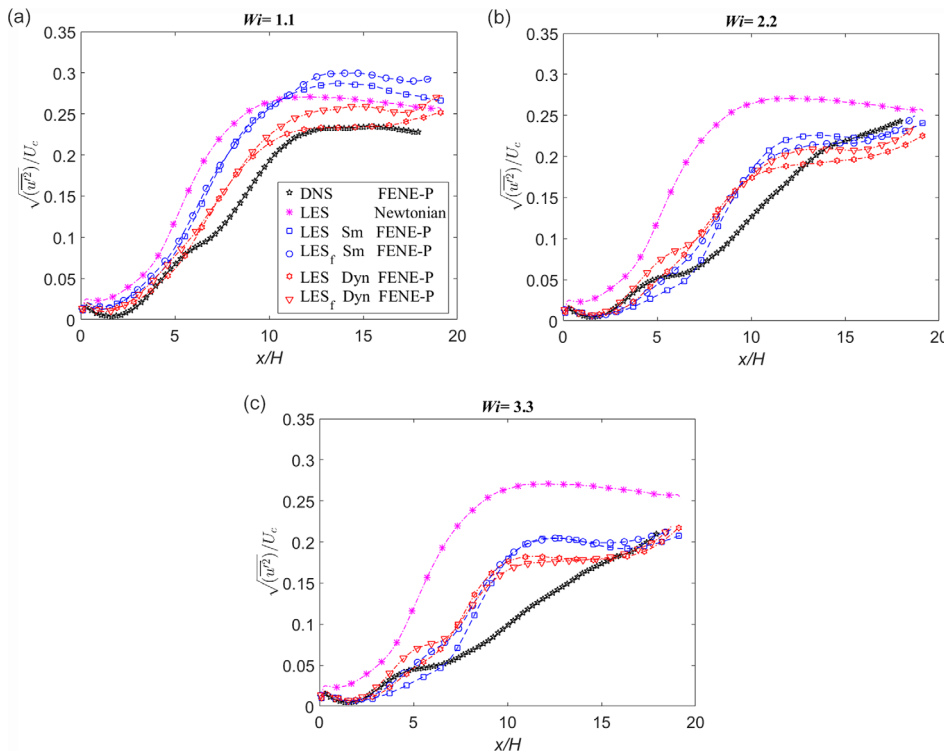 (a)
Wi= 1.1
0.35
0.3
0.25
0.2
0.15
0.1
0.05
0
√(u'²)/U_c
0 5 10 15 20
x/H
DNS FENE-P
LES Newtonian
LES Sm FENE-P
LES_f Sm FENE-P
LES Dyn FENE-P
LES_f Dyn FENE-P
(b)
Wi= 2.2
0.35
0.3
0.25
0.2
0.15
0.1
0.05
0
√(u'²)/U_c
0 5 10 15 20
x/H
(c)
Wi= 3.3
0.35
0.3
0.25
0.2
0.15
0.1
0.05
0
√(u'²)/U_c
0 5 10 15 20
x/H